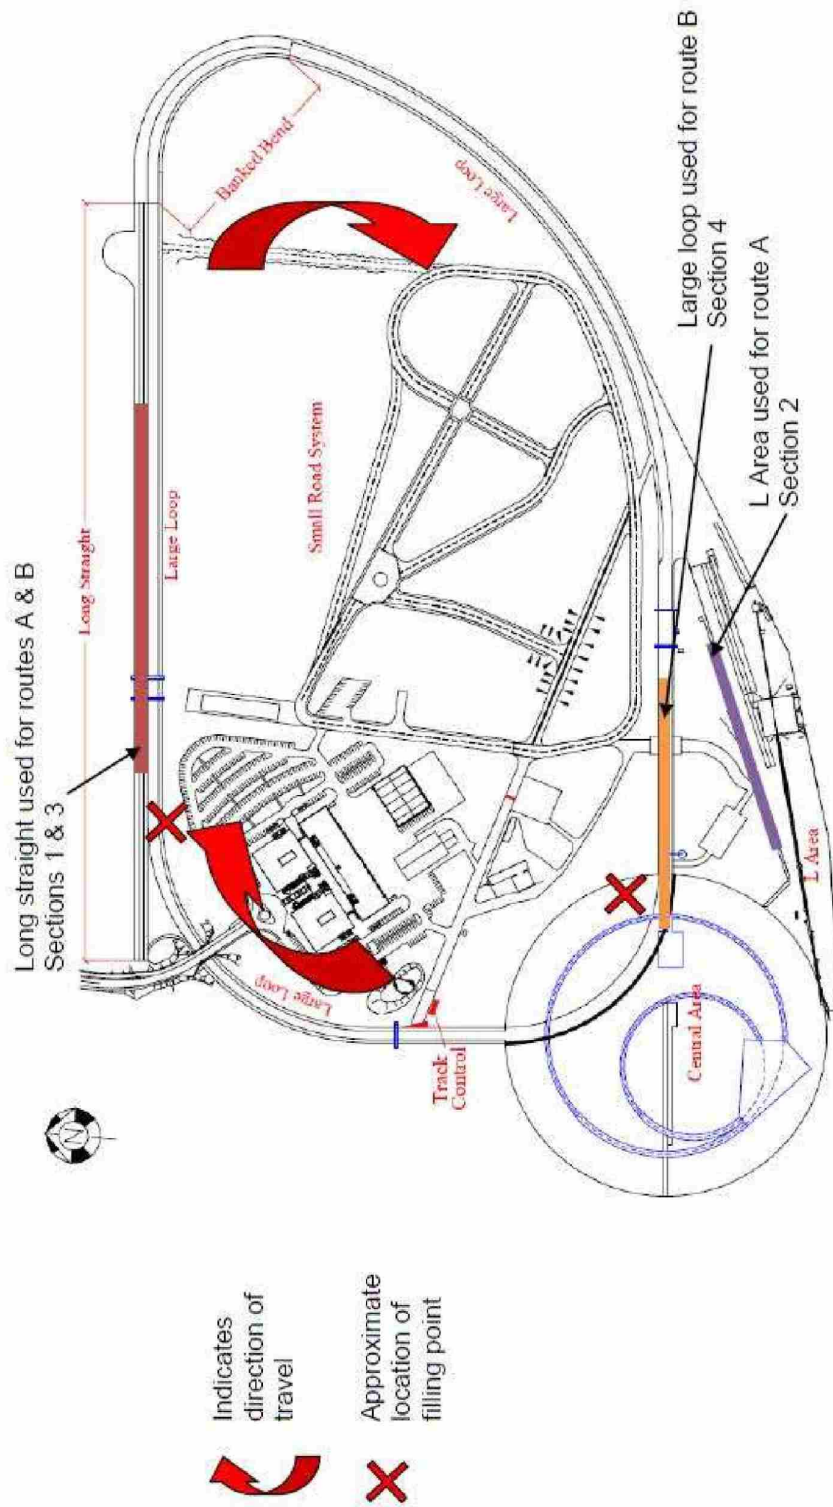 Long straight used for routes A & B
Sections 1 & 3
Long Straight
Large Loop
Banked Bend
Large Loop
Small Road System
Large Loop
Track
Control
Central Area
L Area
Large loop used for route B
Section 4
L Area used for route A
Section 2
N
Indicates
direction of
travel
Approximate
location of
filling point